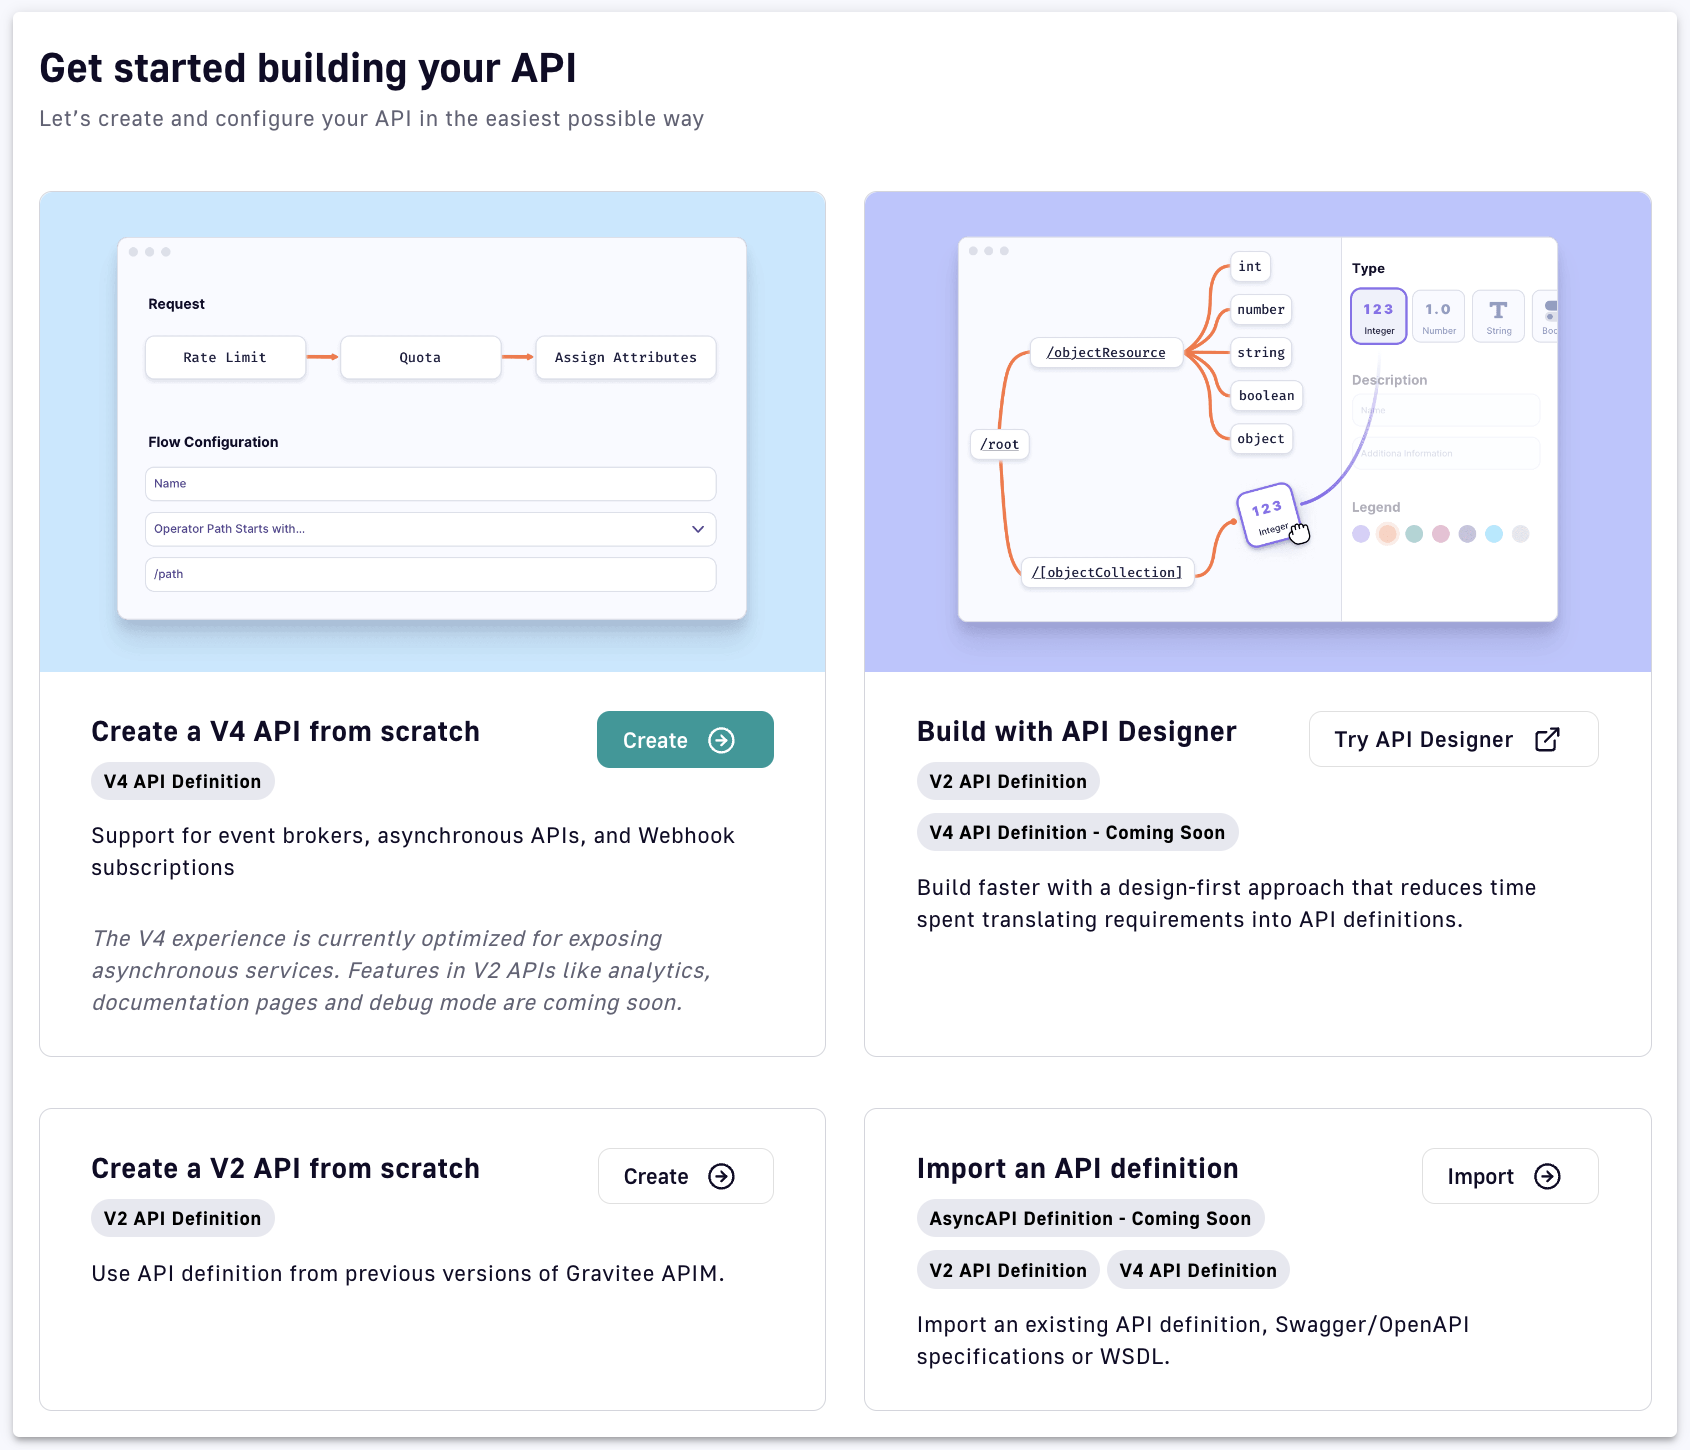 Get started building your API
Let's create and configure your API in the easiest possible way
Request
Rate Limit
Quota
Assign Attributes
Flow Configuration
Name
Operator Path Starts with...
/path
int
number
/objectResource
string
boolean
object
/root
123
Integer
/[objectCollection]
Type
123
Integer
1.0
Number
T
String
Boo
Description
Name
Additiona Information
Legend
Create a V4 API from scratch
Create
V4 API Definition
Support for event brokers, asynchronous APIs, and Webhook
subscriptions
The V4 experience is currently optimized for exposing
asynchronous services. Features in V2 APIs like analytics,
documentation pages and debug mode are coming soon.
Build with API Designer
Try API Designer
V2 API Definition
V4 API Definition - Coming Soon
Build faster with a design-first approach that reduces time
spent translating requirements into API definitions.
Create a V2 API from scratch
Create
V2 API Definition
Use API definition from previous versions of Gravitee APIM.
Import an API definition
Import
AsyncAPI Definition - Coming Soon
V2 API Definition
V4 API Definition
Import an existing API definition, Swagger/OpenAPI
specifications or WSDL.